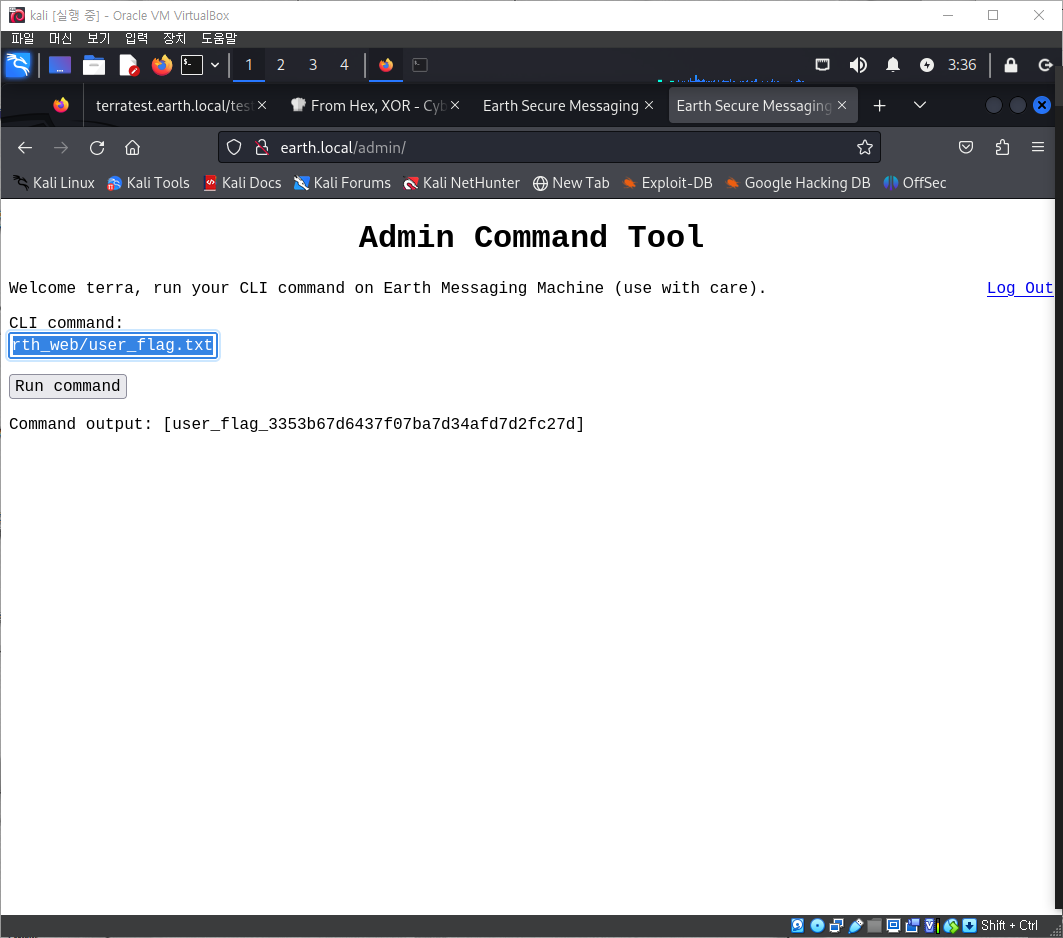 kali [실행 중] - Oracle VM VirtualBox
파일 머신 보기 입력 장치 도움말
1 2 3 4 3:36
terratest.earth.local/test From Hex, XOR - Cyb Earth Secure Messaging Earth Secure Messaging
earth.local/admin/
Kali Linux Kali Tools Kali Docs Kali Forums Kali NetHunter New Tab Exploit-DB Google Hacking DB OffSec
Admin Command Tool
Welcome terra, run your CLI command on Earth Messaging Machine (use with care). Log Out
CLI command:
rth_web/user_flag.txt
Run command
Command output: [user_flag_3353b67d6437f07ba7d34afd7d2fc27d]
Shift + Ctrl